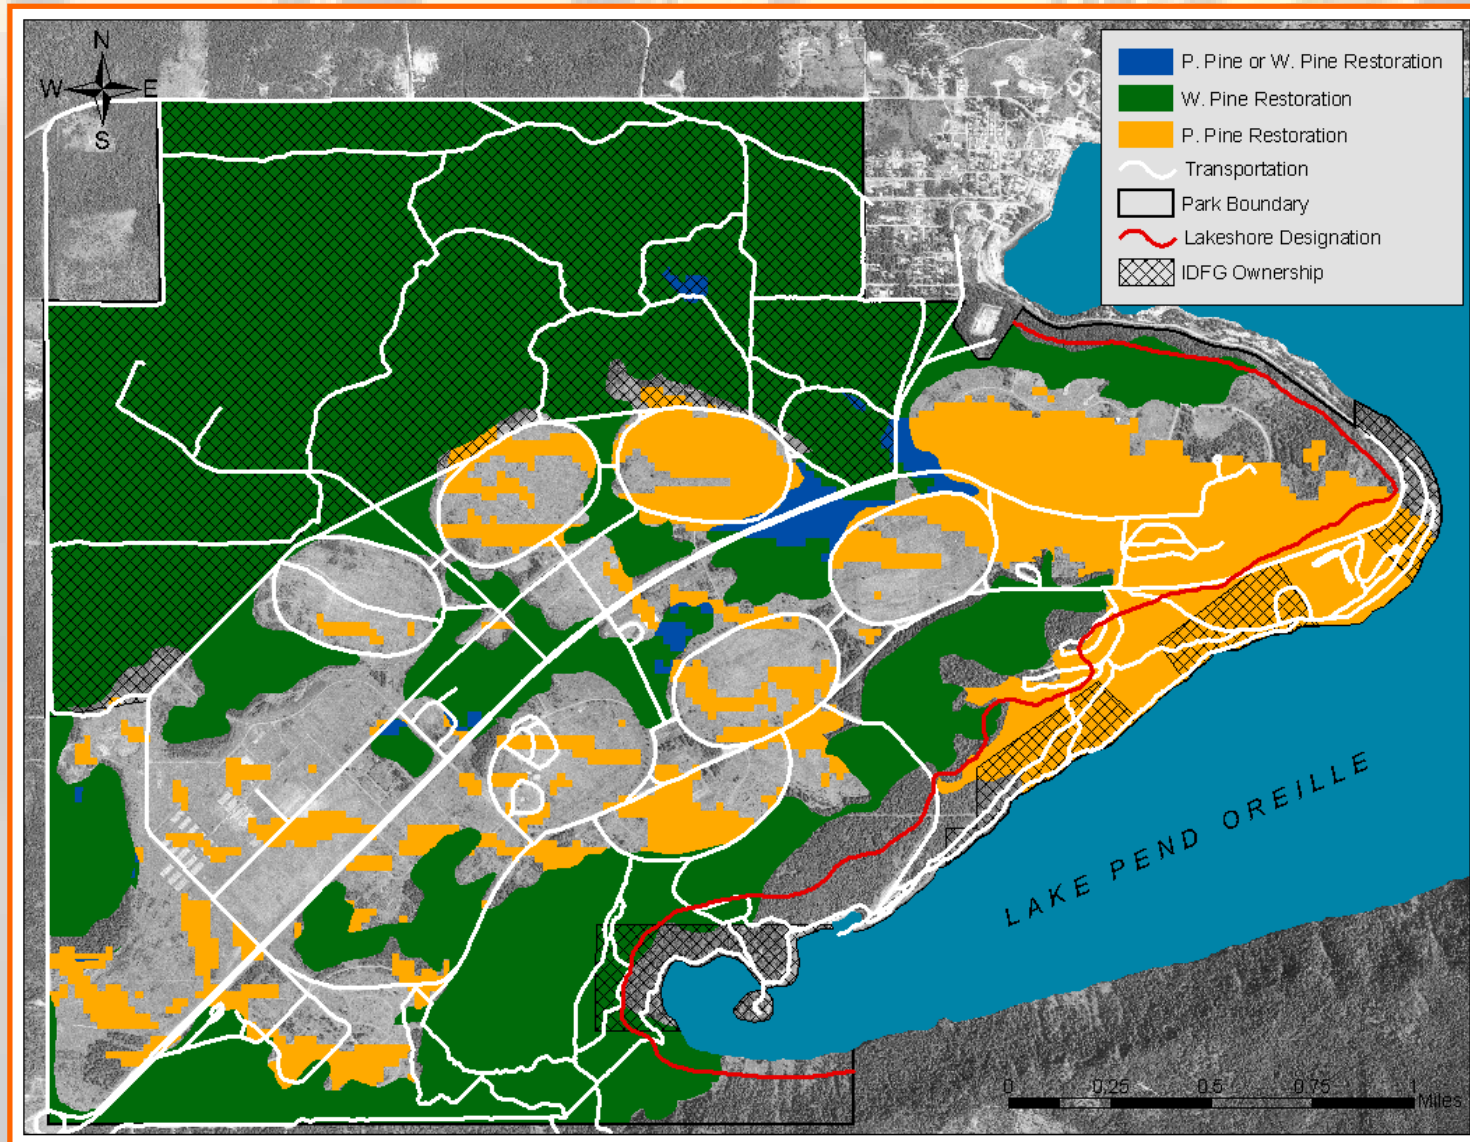 N
W E
S
P. Pine or W. Pine Restoration
W. Pine Restoration
P. Pine Restoration
Transportation
Park Boundary
Lakeshore Designation
IDFG Ownership
LAKE PEND OREILLE
0 0.25 0.5 0.75 1
Miles